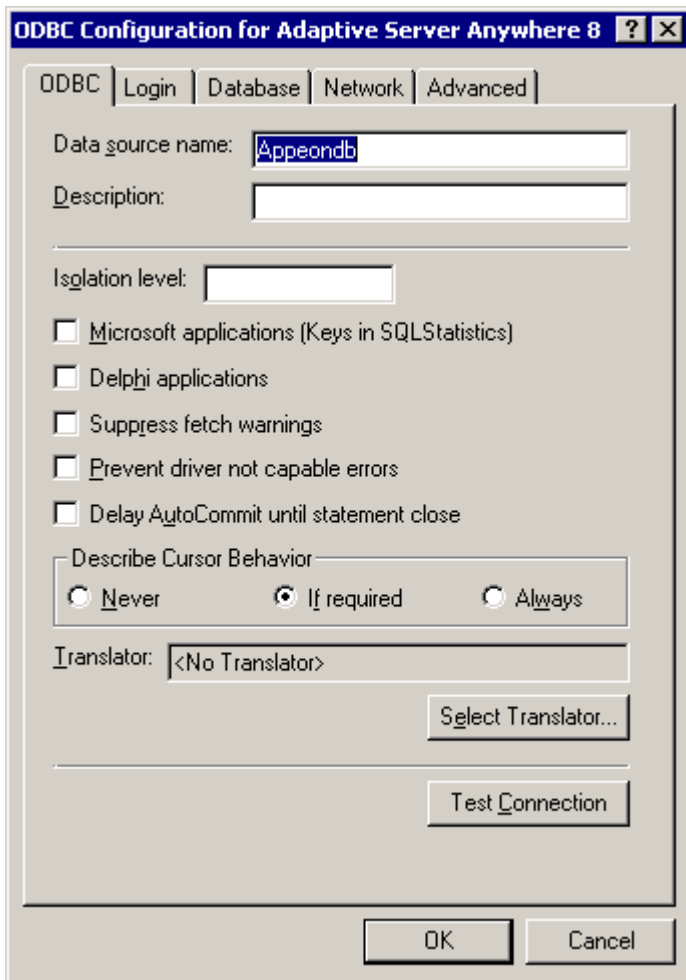 ODBC Configuration for Adaptive Server Anywhere 8
ODBC Login Database Network Advanced
Data source name: Appeondb
Description:
Isolation level:
Microsoft applications (Keys in SQLStatistics)
Delphi applications
Suppress fetch warnings
Prevent driver not capable errors
Delay AutoCommit until statement close
Describe Cursor Behavior
Never If required Always
Translator: <No Translator>
Select Translator...
Test Connection
OK Cancel